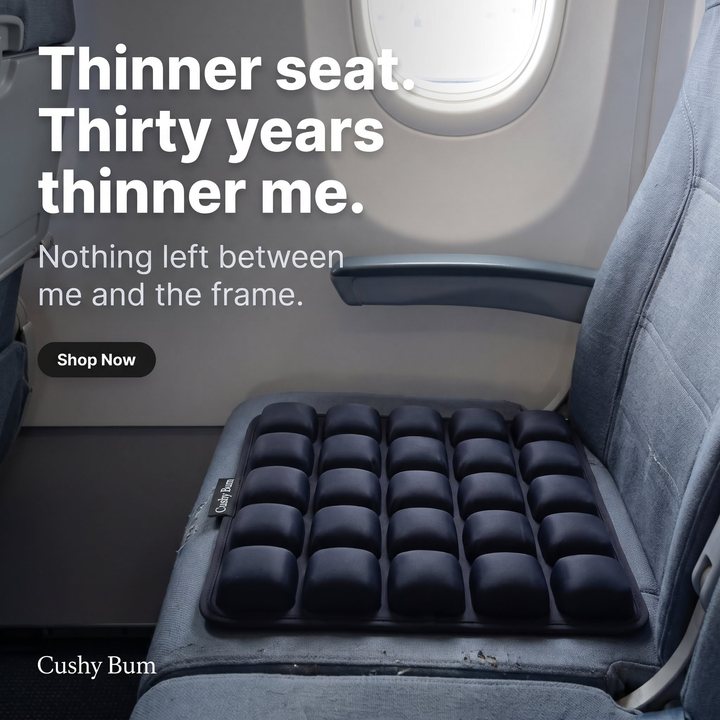 Thinner seat.
Thirty years
thinner me.
Nothing left between
me and the frame.
Shop Now
Cushy Bum
Cushy Bum